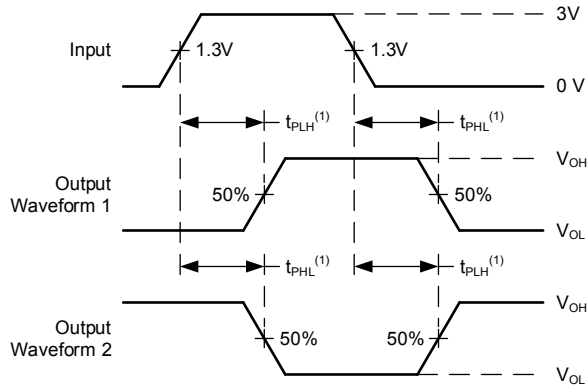 3V
Input
1.3V
1.3V
0 V
tPLH(1)
tPHL(1)
VOH
Output
Waveform 1
50%
50%
VOL
tPHL(1)
tPLH(1)
VOH
Output
Waveform 2
50%
50%
VOL